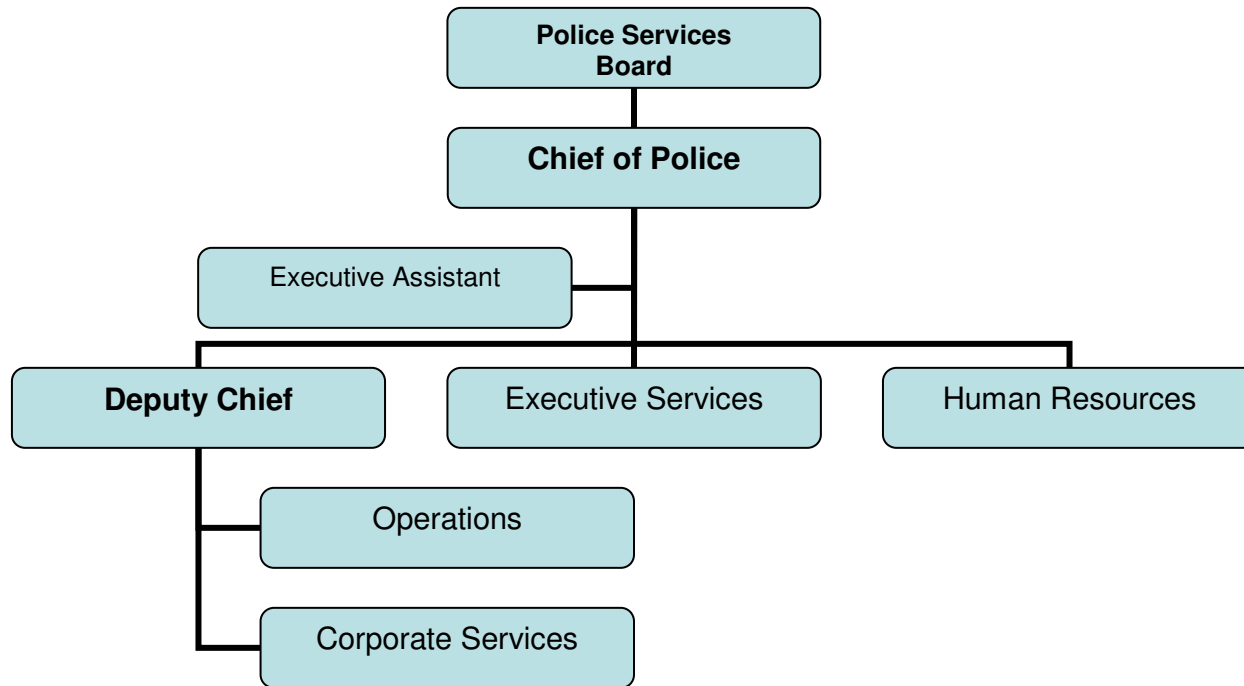 Police Services
Board
Chief of Police
Executive Assistant
Deputy Chief
Executive Services
Human Resources
Operations
Corporate Services